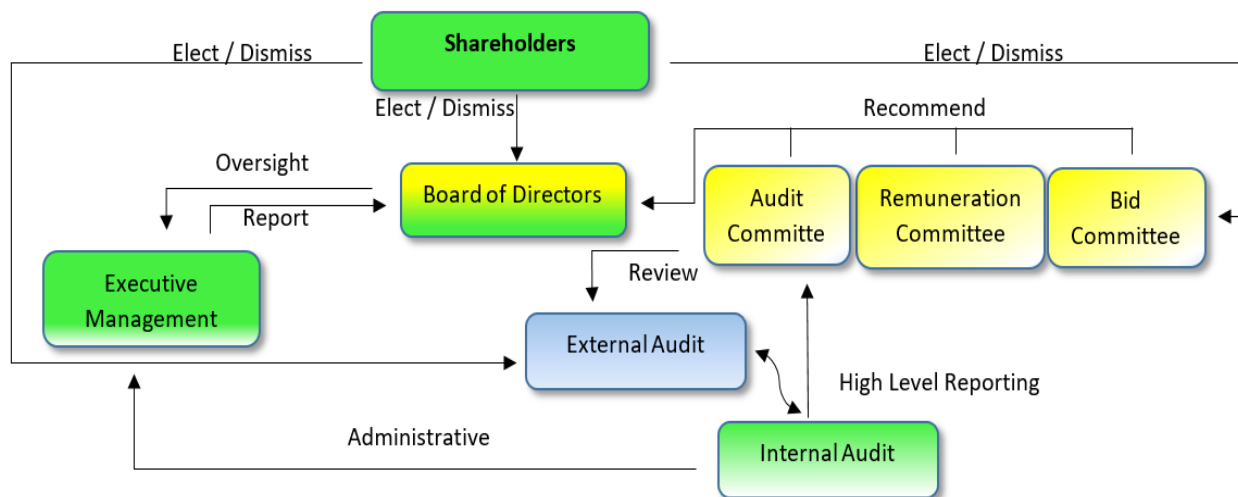 Shareholders
Elect / Dismiss
Elect / Dismiss
Elect / Dismiss
Recommend
Oversight
Report
Board of Directors
Audit
Committe
Remuneration
Committee
Bid
Committee
Review
Executive
Management
External Audit
High Level Reporting
Administrative
Internal Audit